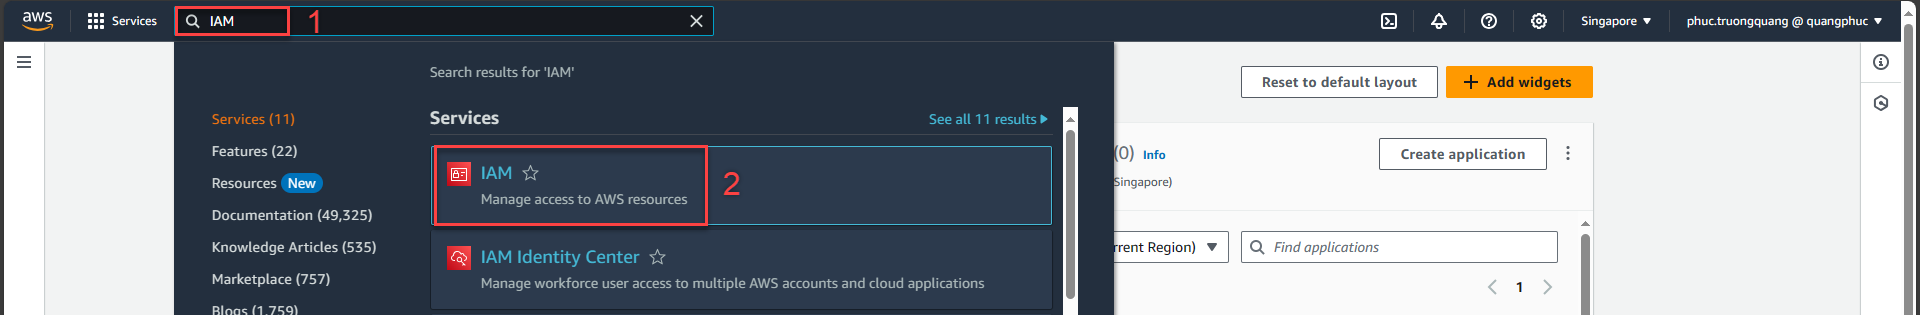 aws Services IAM 1 Singapore phuc.truongquang @ quangphuc
Search results for 'IAM'
Reset to default layout + Add widgets
Services (11)
Features (22)
Resources New
Documentation (49,325)
Knowledge Articles (535)
Marketplace (757)
Blogs (1,759)
Services See all 11 results
IAM
Manage access to AWS resources
2
IAM Identity Center
Manage workforce user access to multiple AWS accounts and cloud applications
(0) Info Create application
Singapore)
rrent Region) Find applications
1